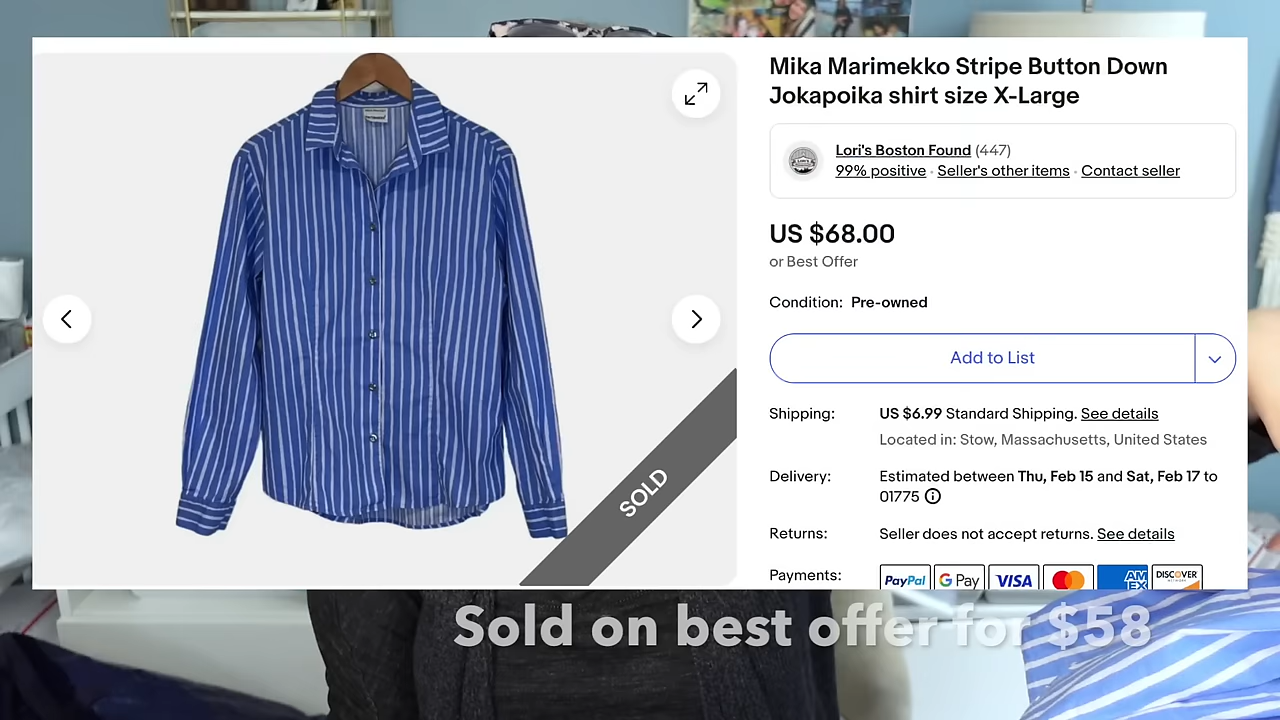 Mika Marimekko Stripe Button Down
Jokapoika shirt size X-Large
Lori's Boston Found (447)
99% positive · Seller's other items · Contact seller
US $68.00
or Best Offer
Condition: Pre-owned
Add to List
Shipping: US $6.99 Standard Shipping. See details
Located in: Stow, Massachusetts, United States
Delivery: Estimated between Thu, Feb 15 and Sat, Feb 17 to
01775
Returns: Seller does not accept returns. See details
Payments: PayPal G Pay VISA AM EX DISCOVER
SOLD
Sold on best offer for $58